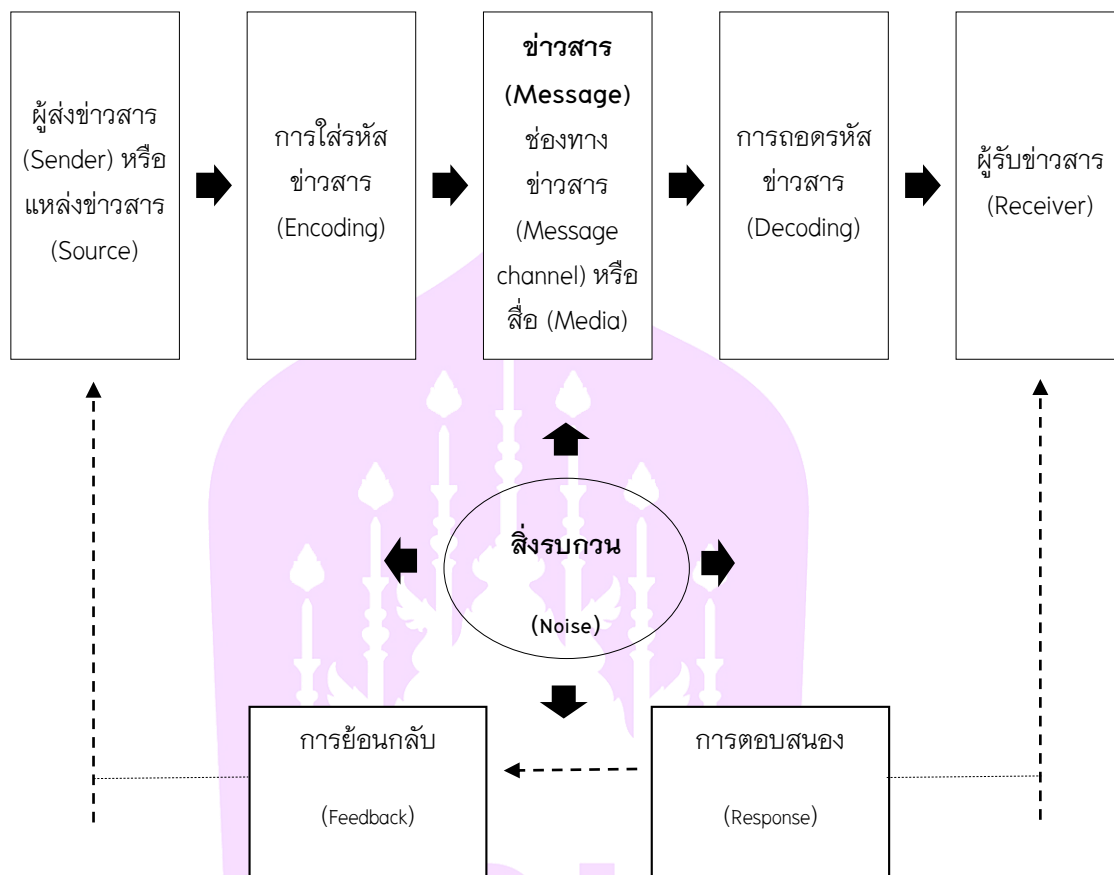 ผู้ส่งข่าวสาร
(Sender) หรือ
แหล่งข่าวสาร
(Source)
การใส่รหัส
ข่าวสาร
(Encoding)
ข่าวสาร
(Message)
ช่องทาง
ข่าวสาร
(Message
channel) หรือ
สื่อ (Media)
การถอดรหัส
ข่าวสาร
(Decoding)
ผู้รับข่าวสาร
(Receiver)
สิ่งรบกวน
(Noise)
การย้อนกลับ
(Feedback)
การตอบสนอง
(Response)